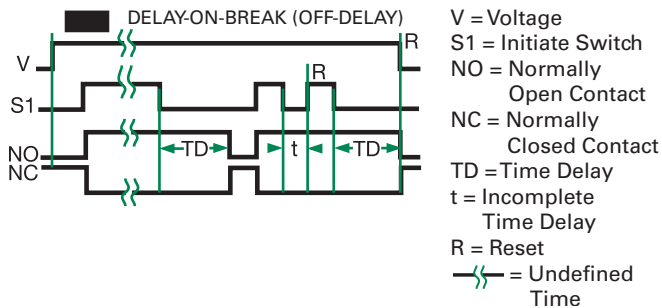 DELAY-ON-BREAK (OFF-DELAY)
V
R
S1
R
NO
NC
TD
t
TD
V = Voltage
S1 = Initiate Switch
NO = Normally
Open Contact
NC = Normally
Closed Contact
TD = Time Delay
t = Incomplete
Time Delay
R = Reset
= Undefined
Time